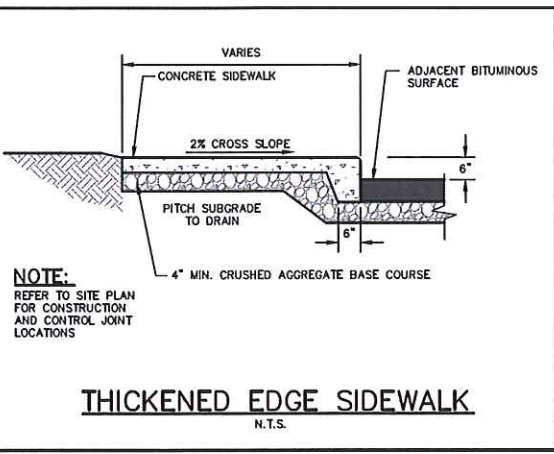 VARIES
CONCRETE SIDEWALK
ADJACENT BITUMINOUS
SURFACE
2% CROSS SLOPE
6"
PITCH SUBGRADE
TO DRAIN
6"
4" MIN. CRUSHED AGGREGATE BASE COURSE
NOTE:
REFER TO SITE PLAN
FOR CONSTRUCTION
AND CONTROL JOINT
LOCATIONS
THICKENED EDGE SIDEWALK
N.T.S.